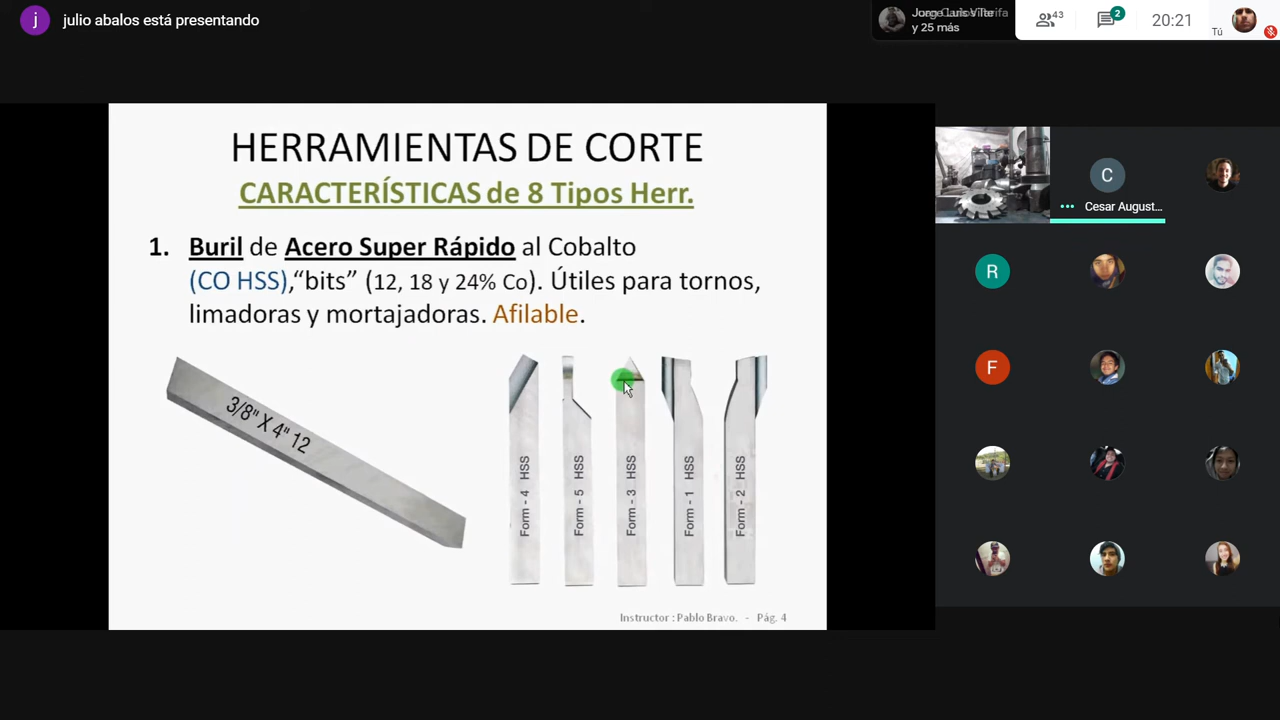 j
julio abalos está presentando
y 25 más
43
2
20:21
Tú
HERRAMIENTAS DE CORTE
CARACTERÍSTICAS de 8 Tipos Herr.
1. Buril de Acero Super Rápido al Cobalto
(CO HSS),“bits” (12, 18 y 24% Co). Útiles para tornos,
limadoras y mortajadoras. Afilable.
3/8" X 4" 12
Form - 4 HSS
Form - 5 HSS
Form - 3 HSS
Form - 1 HSS
Form - 2 HSS
Instructor : Pablo Bravo. - Pág. 4
C
Cesar August...
R
F